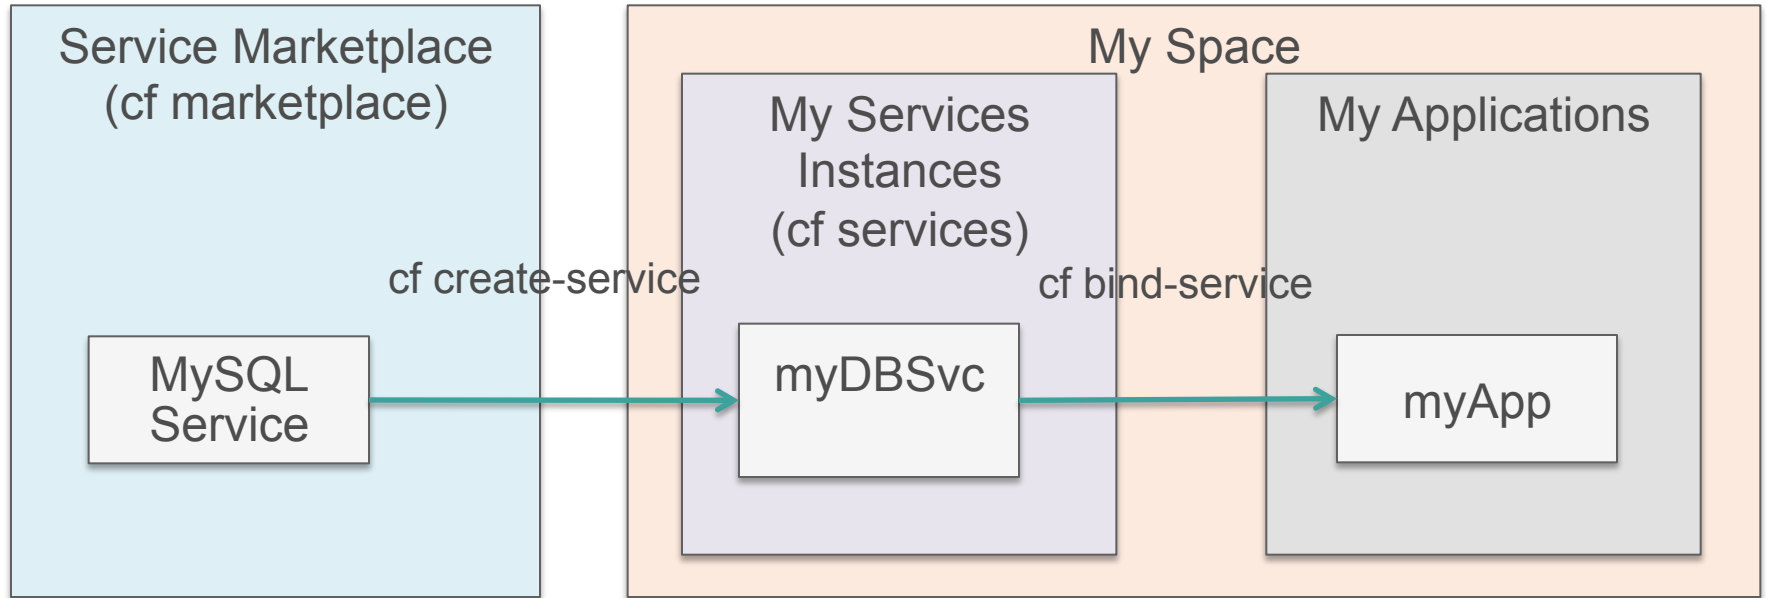 Service Marketplace
(cf marketplace)
My Space
My Services
Instances
(cf services)
My Applications
cf create-service
cf bind-service
MySQL
Service
myDBSvc
myApp